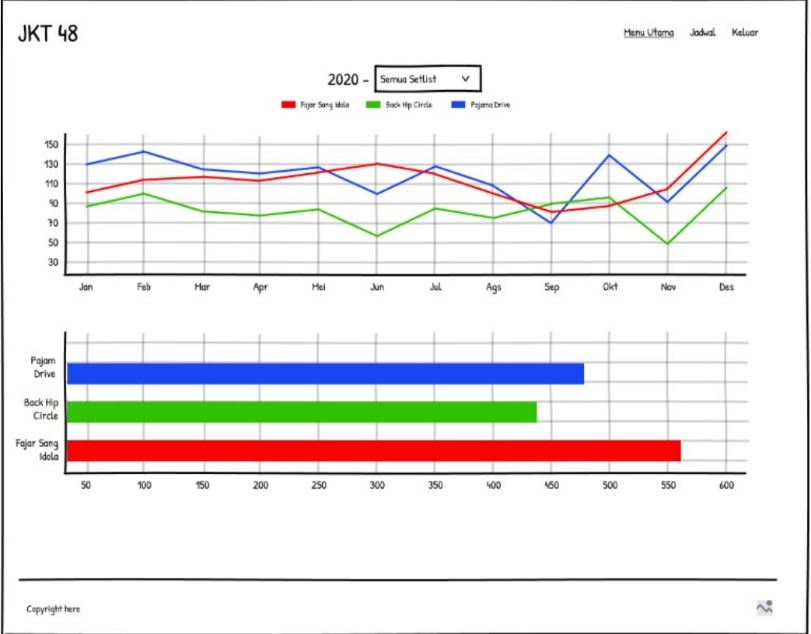 JKT 48
Menu Utama Jadwal Keluar
2020 - Semua Setlist
Fajar Sang Idola Back Hip Circle Pajama Drive
150
130
110
90
70
50
30
Jan Feb Mar Apr Mei Jun Jul Ags Sep Okt Nov Des
Pajam
Drive
Back Hip
Circle
Fajar Sang
Idola
50 100 150 200 250 300 350 400 450 500 550 600
Copyright here